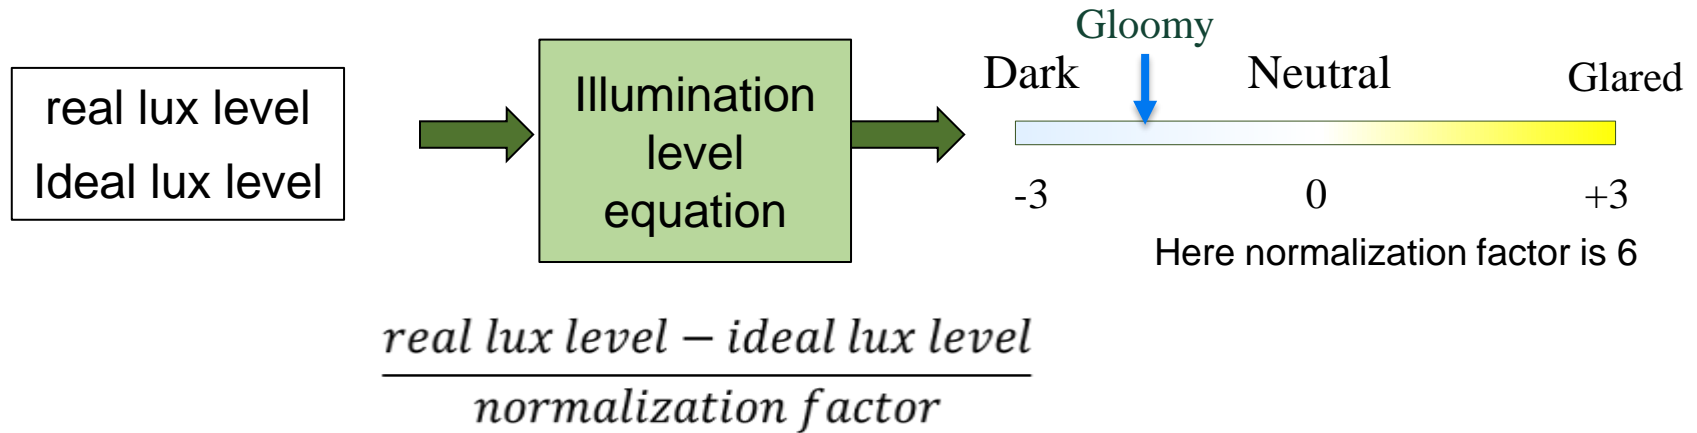 real lux level
Ideal lux level
Illumination
level
equation
Gloomy
Dark
Neutral
Glared
-3
0
+3
Here normalization factor is 6
real lux level − ideal lux level
normalization factor